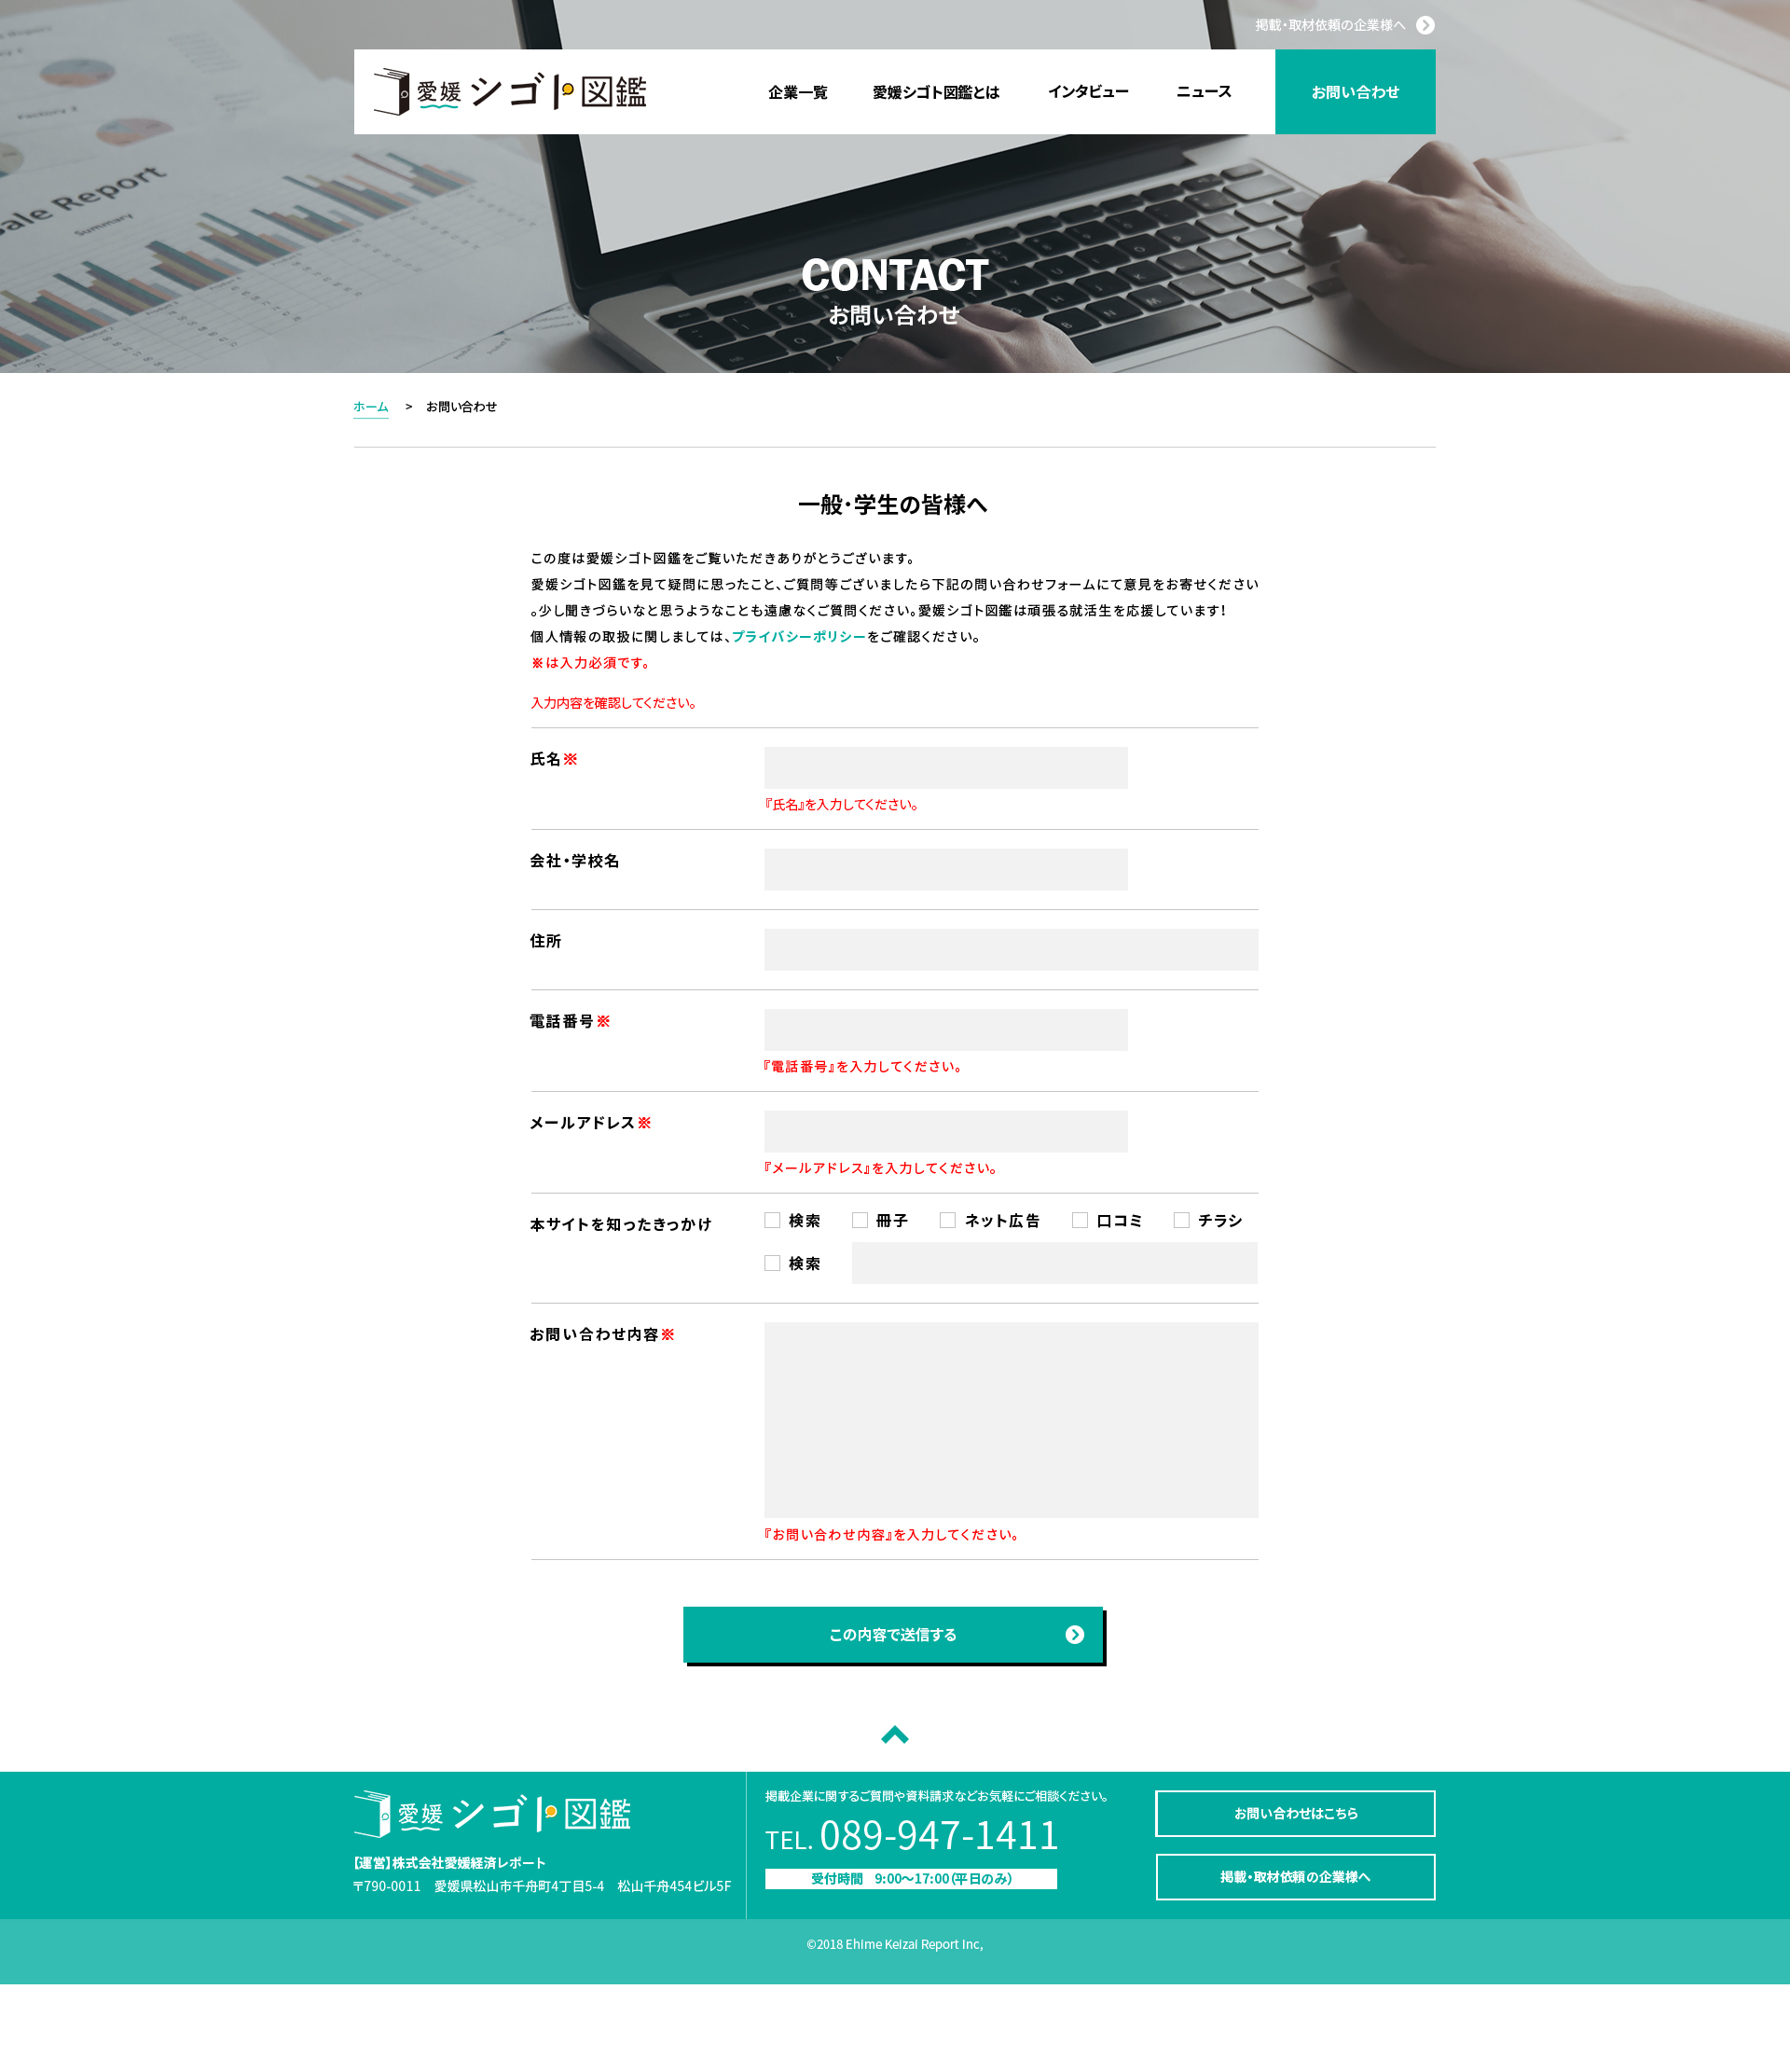 掲載・取材依頼の企業様へ
愛媛シゴト図鑑
企業一覧
愛媛シゴト図鑑とは
インタビュー
ニュース
お問い合わせ
Sale Report
Summary
CONTACT
お問い合わせ
ホーム > お問い合わせ
一般・学生の皆様へ
この度は愛媛シゴト図鑑をご覧いただきありがとうございます。
愛媛シゴト図鑑を見て疑問に思ったこと、ご質問等ございましたら下記の問い合わせフォームにて意見をお寄せください
。少し聞きづらいなと思うようなことも遠慮なくご質問ください。愛媛シゴト図鑑は頑張る就活生を応援しています！
個人情報の取扱に関しましては、プライバシーポリシーをご確認ください。
※は入力必須です。
入力内容を確認してください。
氏名※
『氏名』を入力してください。
会社・学校名
住所
電話番号※
『電話番号』を入力してください。
メールアドレス※
『メールアドレス』を入力してください。
本サイトを知ったきっかけ
検索 冊子 ネット広告 口コミ チラシ
検索
お問い合わせ内容※
『お問い合わせ内容』を入力してください。
この内容で送信する
愛媛シゴト図鑑
【運営】株式会社愛媛経済レポート
〒790-0011　愛媛県松山市千舟町4丁目5-4　松山千舟454ビル5F
掲載企業に関するご質問や資料請求などお気軽にご相談ください。
TEL. 089-947-1411
受付時間　9:00〜17:00（平日のみ）
お問い合わせはこちら
掲載・取材依頼の企業様へ
©2018 Ehime Keizai Report Inc,